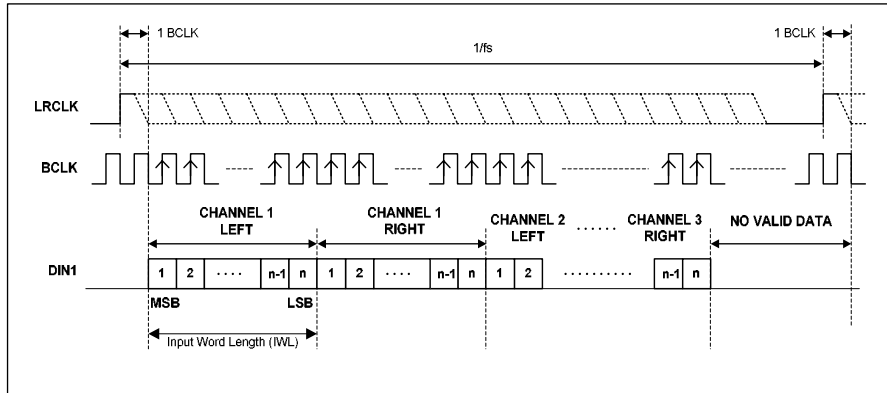 1 BCLK 1 BCLK
1/fs
LRCLK
BCLK
CHANNEL 1 LEFT
CHANNEL 1 RIGHT
CHANNEL 2 LEFT
CHANNEL 3 RIGHT
NO VALID DATA
DIN1
1 2 n-1 n 1 2 n-1 n 1 2 n-1 n
MSB LSB
Input Word Length (IWL)